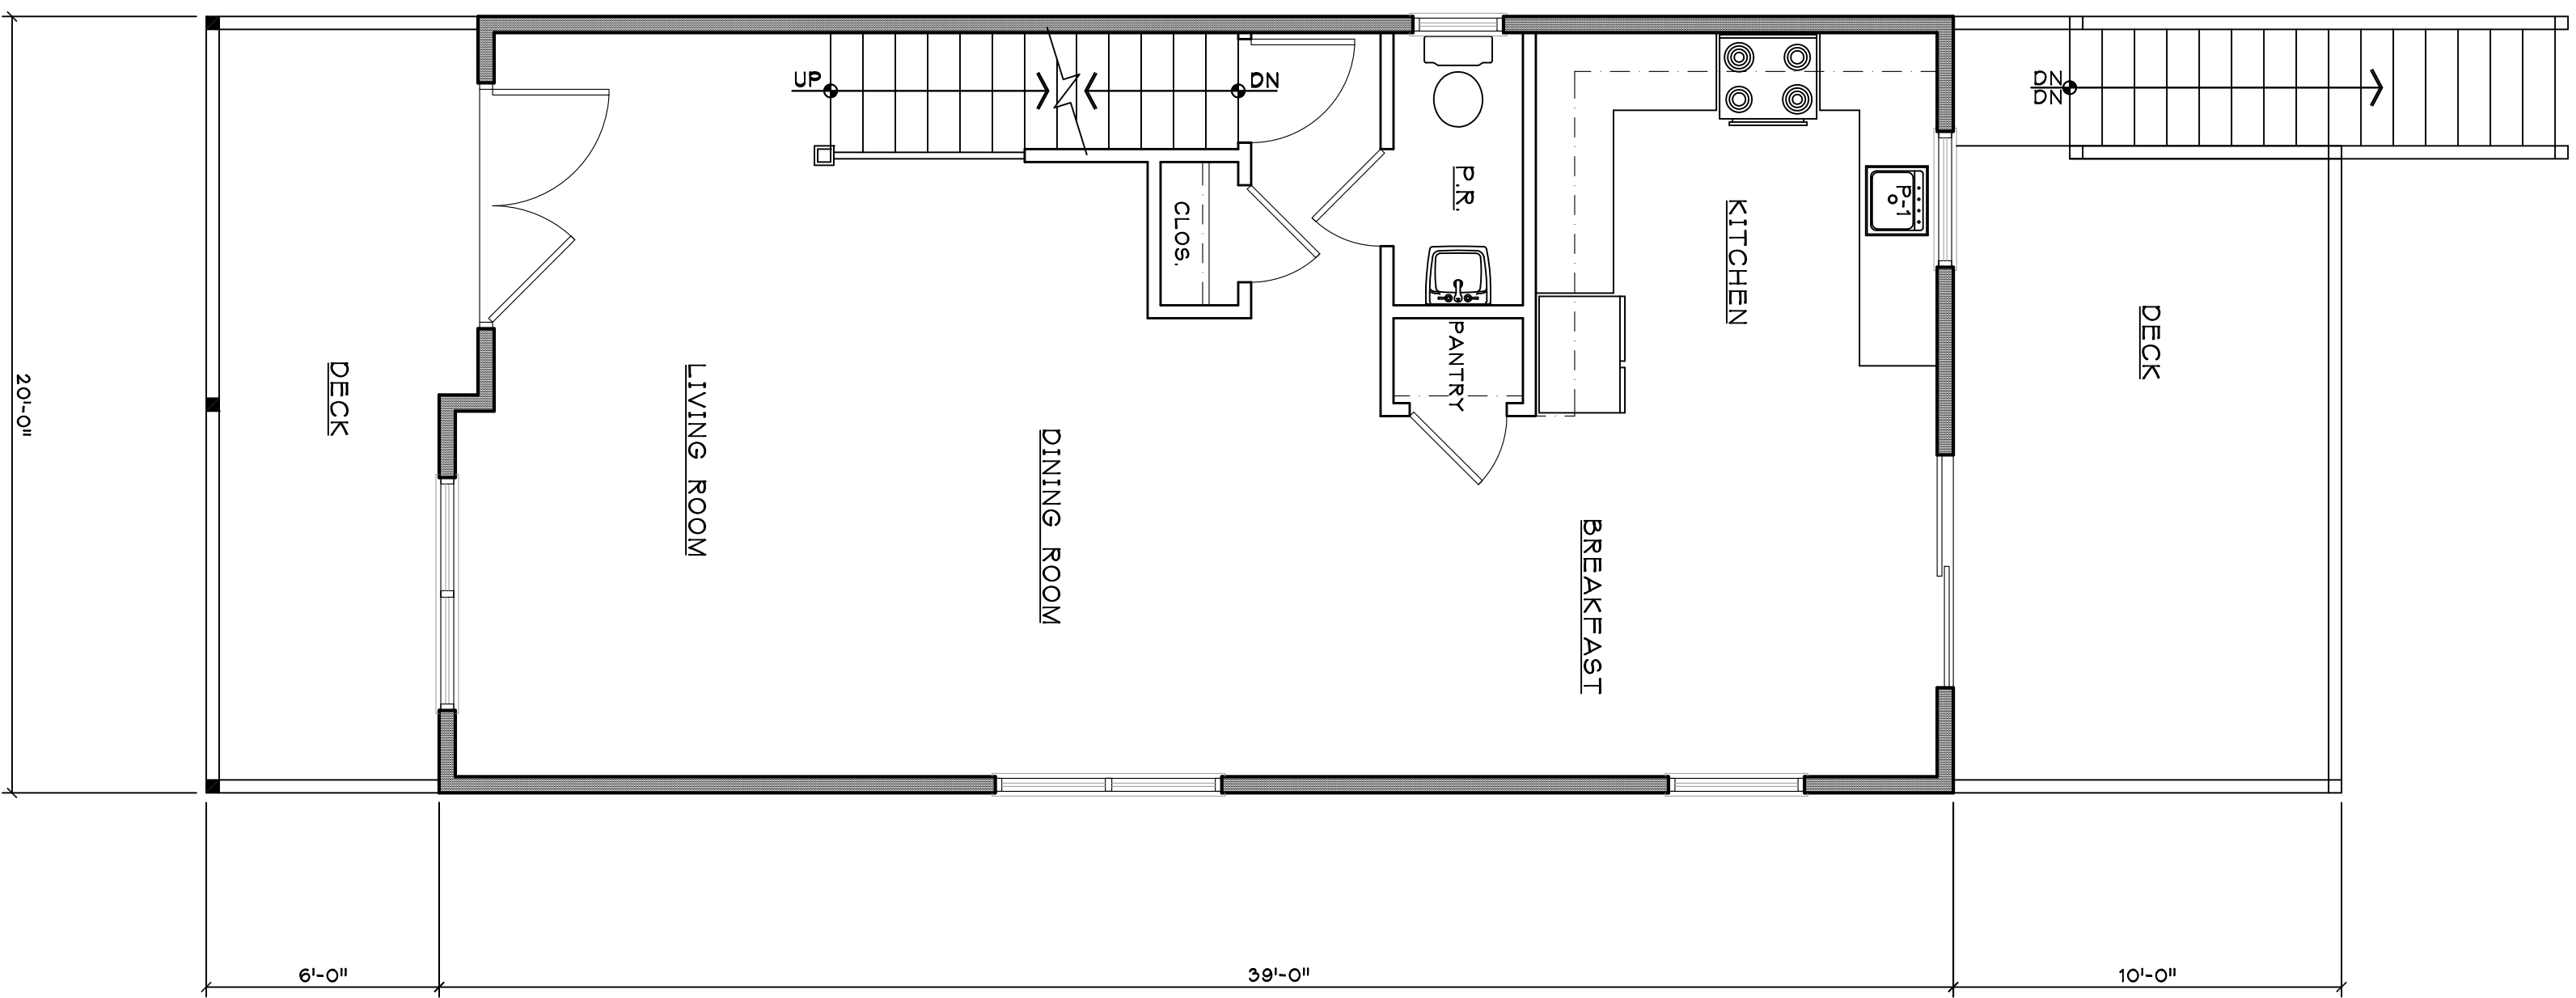 UP
DN
DN
DN
P.R.
P-1
CLOS.
KITCHEN
DECK
PANTRY
DECK
LIVING ROOM
DINING ROOM
BREAKFAST
20'-0"
6'-0"
39'-0"
10'-0"